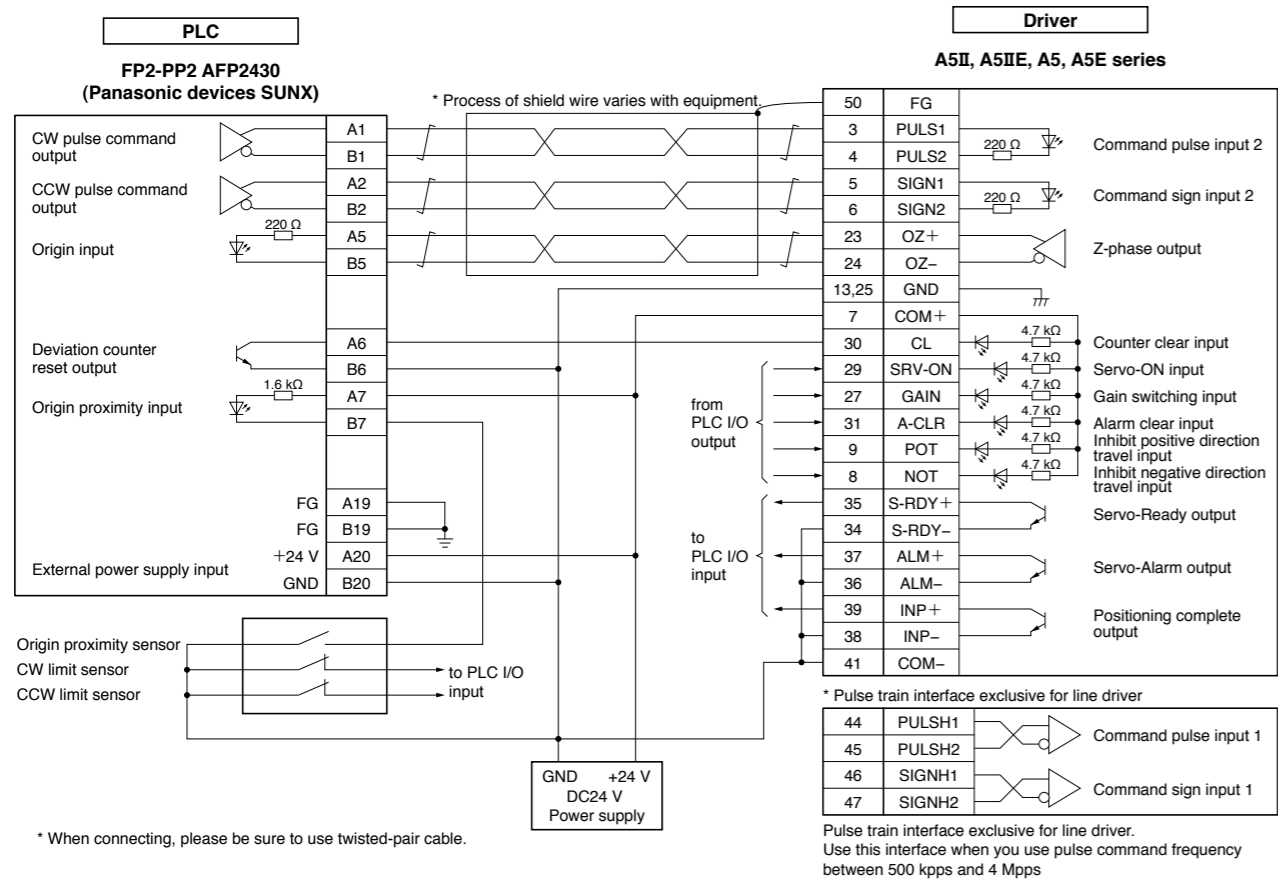 PLC
FP2-PP2 AFP2430
(Panasonic devices SUNX)
CW pulse command
output
CCW pulse command
output
220 Ω
Origin input
Deviation counter
reset output
1.6 kΩ
Origin proximity input
FG
FG
+24 V
External power supply input
GND
A1
B1
A2
B2
A5
B5
A6
B6
A7
B7
A19
B19
A20
B20
Origin proximity sensor
CW limit sensor
CCW limit sensor
to PLC I/O
input
* Process of shield wire varies with equipment.
from
PLC I/O
output
to
PLC I/O
input
GND +24 V
DC24 V
Power supply
* When connecting, please be sure to use twisted-pair cable.
Driver
A5II, A5IIE, A5, A5E series
50 FG
3 PULS1
4 PULS2
220 Ω
Command pulse input 2
5 SIGN1
6 SIGN2
220 Ω
Command sign input 2
23 OZ+
24 OZ−
Z-phase output
13,25 GND
7 COM+
30 CL 4.7 kΩ Counter clear input
29 SRV-ON 4.7 kΩ Servo-ON input
27 GAIN 4.7 kΩ Gain switching input
31 A-CLR 4.7 kΩ Alarm clear input
9 POT 4.7 kΩ Inhibit positive direction
travel input
8 NOT 4.7 kΩ Inhibit negative direction
travel input
35 S-RDY+
34 S-RDY−
Servo-Ready output
37 ALM+
36 ALM−
Servo-Alarm output
39 INP+
38 INP−
Positioning complete
output
41 COM−
* Pulse train interface exclusive for line driver
44 PULSH1
45 PULSH2
Command pulse input 1
46 SIGNH1
47 SIGNH2
Command sign input 1
Pulse train interface exclusive for line driver.
Use this interface when you use pulse command frequency
between 500 kpps and 4 Mpps